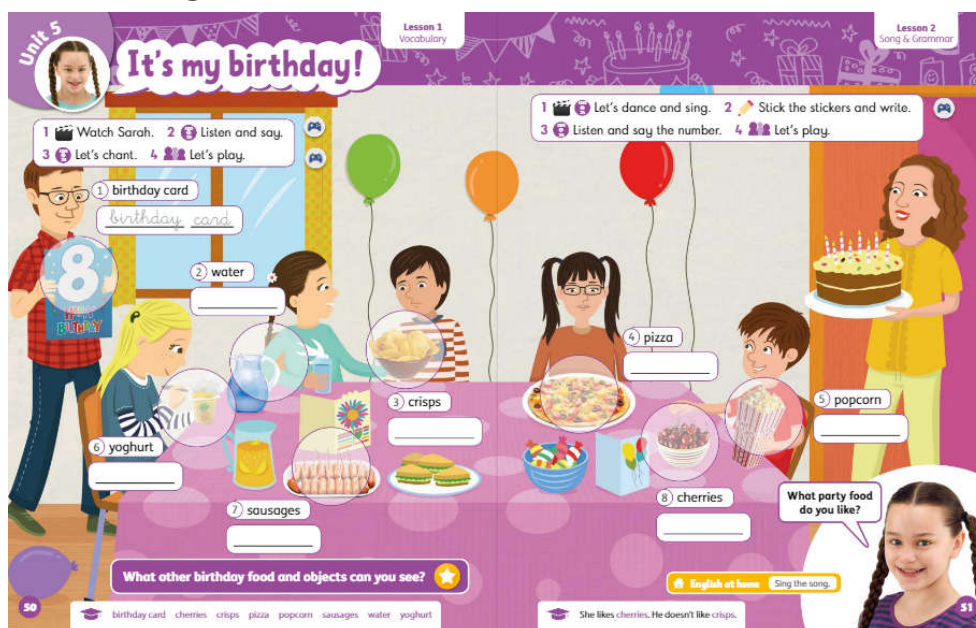 Unit 5
It's my birthday!
Lesson 1
Vocabulary
1 Watch Sarah. 2 Listen and say.
3 Let's chant. 4 Let's play.
1 birthday card
birthday card
8
HAPPY
BIRTHDAY
2 water
3 crisps
6 yoghurt
7 sausages
What other birthday food and objects can you see?
50
birthday card cherries crisps pizza popcorn sausages water yoghurt
Lesson 2
Song & Grammar
1 Let's dance and sing. 2 Stick the stickers and write.
3 Listen and say the number. 4 Let's play.
4 pizza
5 popcorn
8 cherries
What party food
do you like?
English at home Sing the song.
She likes cherries. He doesn't like crisps.
51